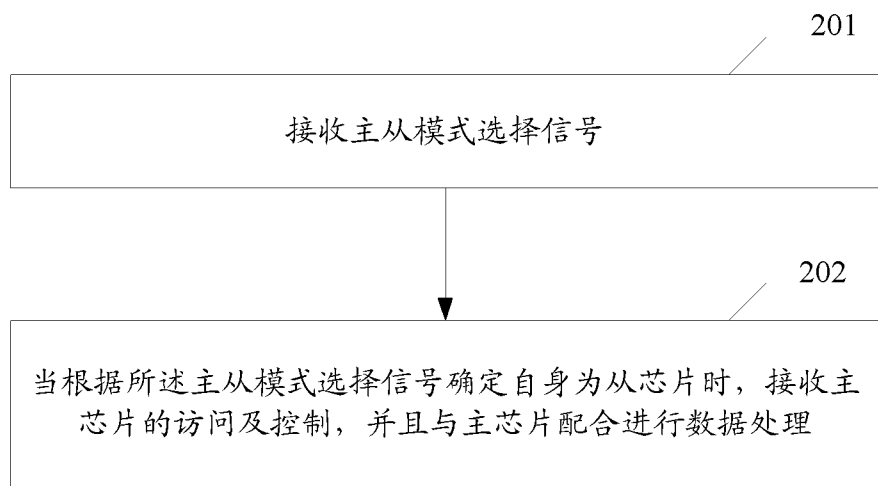 201
接收主从模式选择信号
202
当根据所述主从模式选择信号确定自身为从芯片时，接收主
芯片的访问及控制，并且与主芯片配合进行数据处理